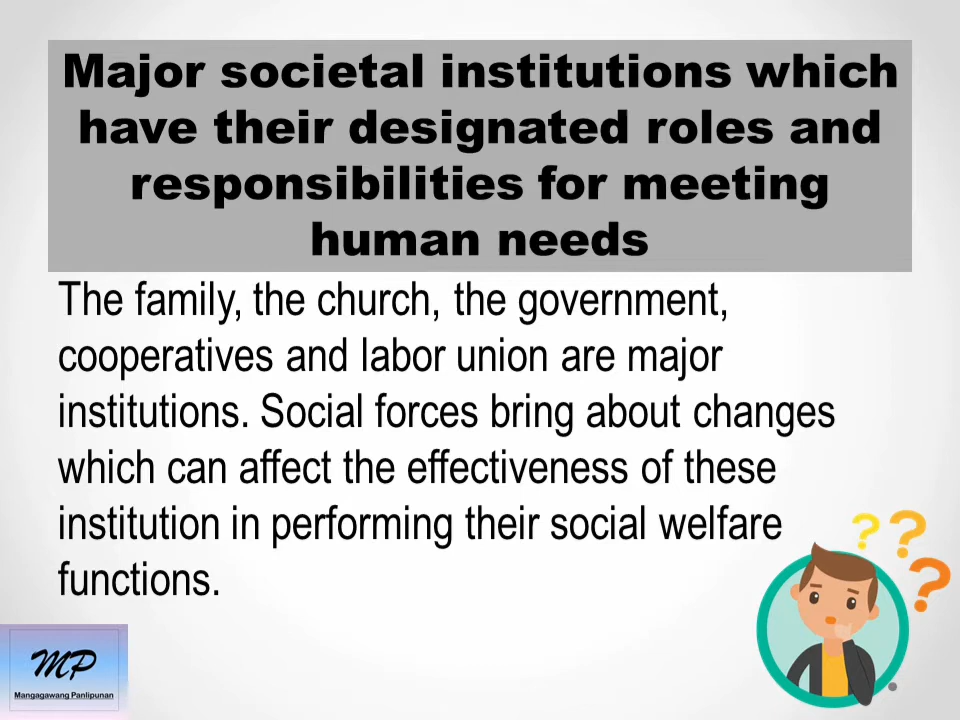 Major societal institutions which
have their designated roles and
responsibilities for meeting
human needs
The family, the church, the government,
cooperatives and labor union are major
institutions. Social forces bring about changes
which can affect the effectiveness of these
institution in performing their social welfare
functions.
? ? ?
MP
Mangagawang Panlipunan